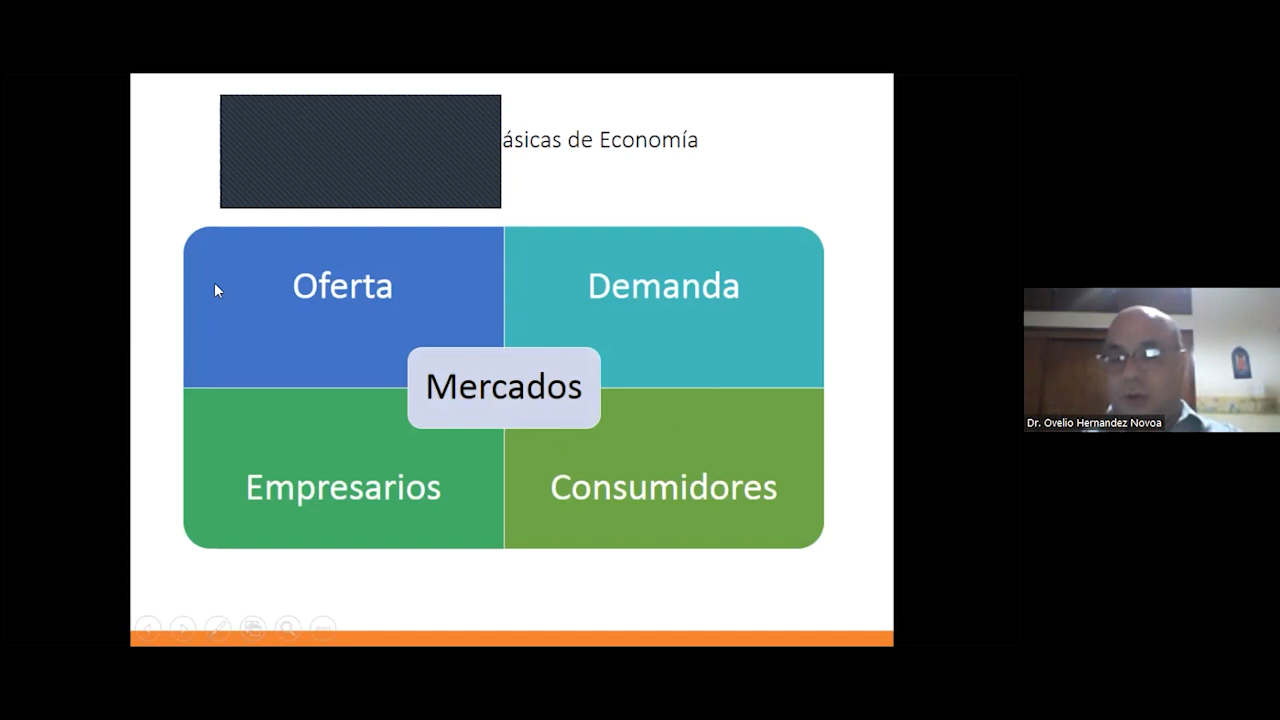 ásicas de Economía
Oferta
Demanda
Mercados
Empresarios
Consumidores
Dr. Ovelio Hernandez Novoa